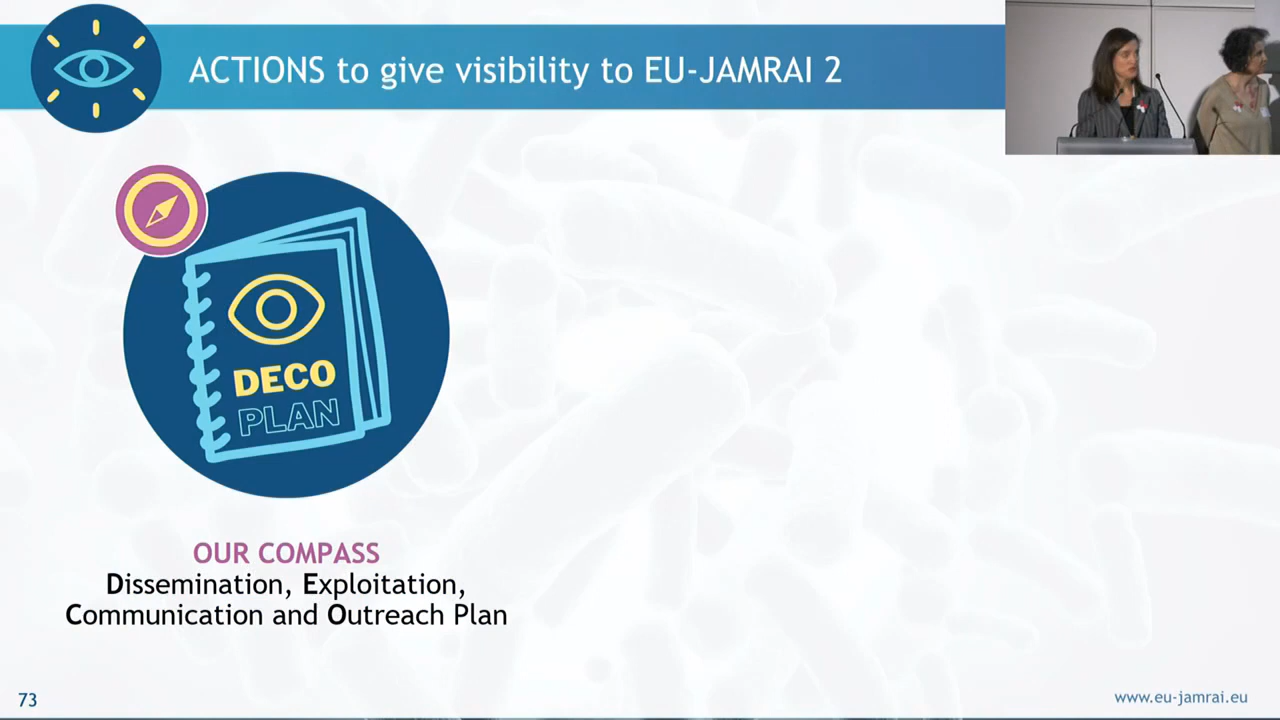 ACTIONS to give visibility to EU-JAMRAI 2
DECO
PLAN
OUR COMPASS
Dissemination, Exploitation,
Communication and Outreach Plan
73
www.eu-jamrai.eu